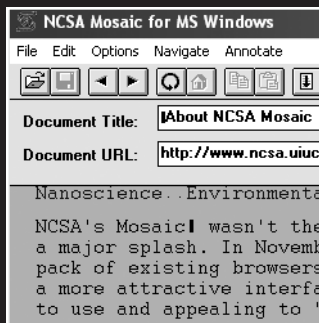 NCSA Mosaic for MS Windows
File Edit Options Navigate Annotate
Document Title: About NCSA Mosaic
Document URL: http://www.ncsa.uiuc
Nanoscience..Environmenta
NCSA's Mosaic wasn't the
a major splash. In Novemb
pack of existing browsers
a more attractive interfa
to use and appealing to "